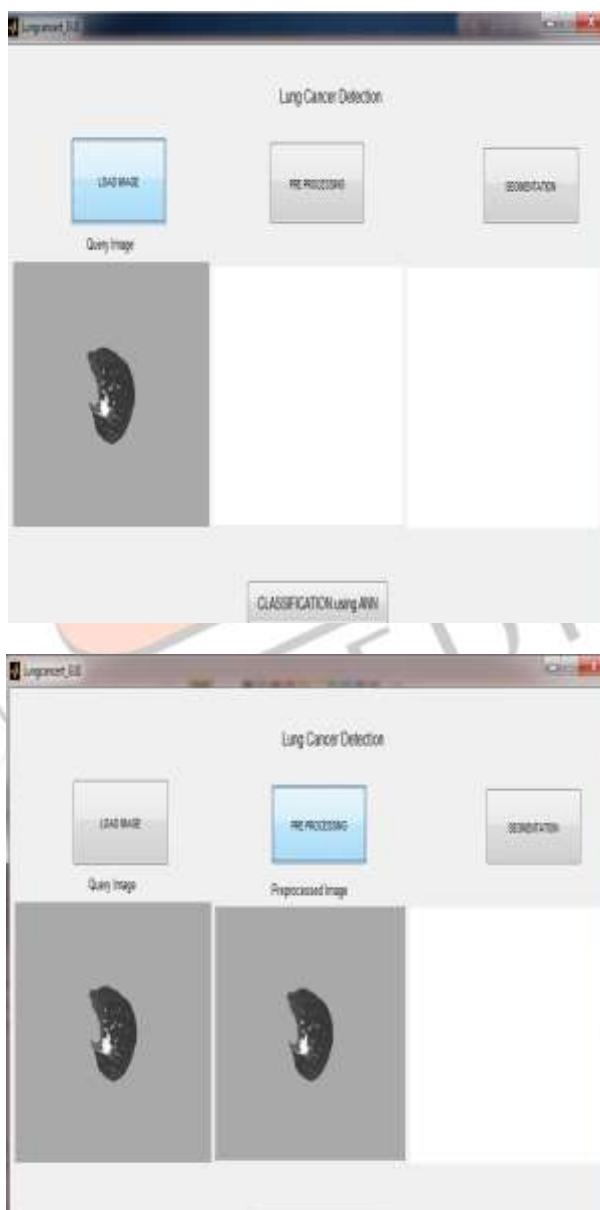 Lung Cancer Detection
LOAD IMAGE PRE PROCESSING SEGMENTATION
Query Image
CLASSIFICATION using ANN
Lung Cancer Detection
LOAD IMAGE PRE PROCESSING SEGMENTATION
Query Image Preprocessed Image